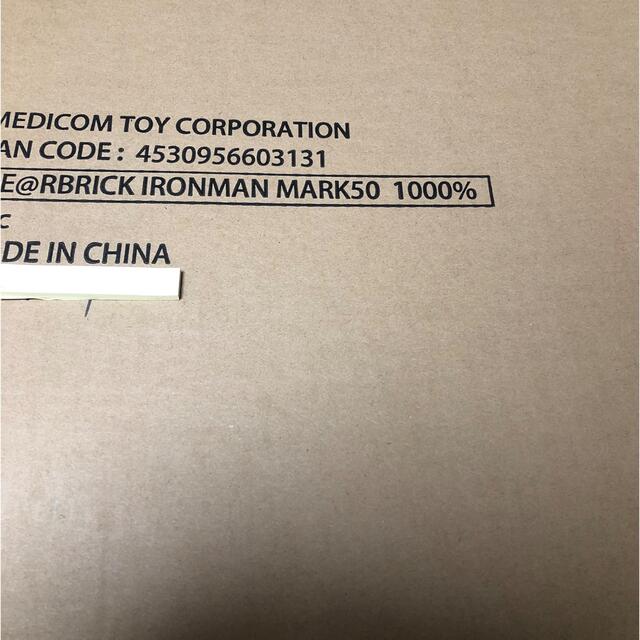 MEDICOM TOY CORPORATION
AN CODE : 4530956603131
E@RBRICK IRONMAN MARK50 1000%
c
DE IN CHINA